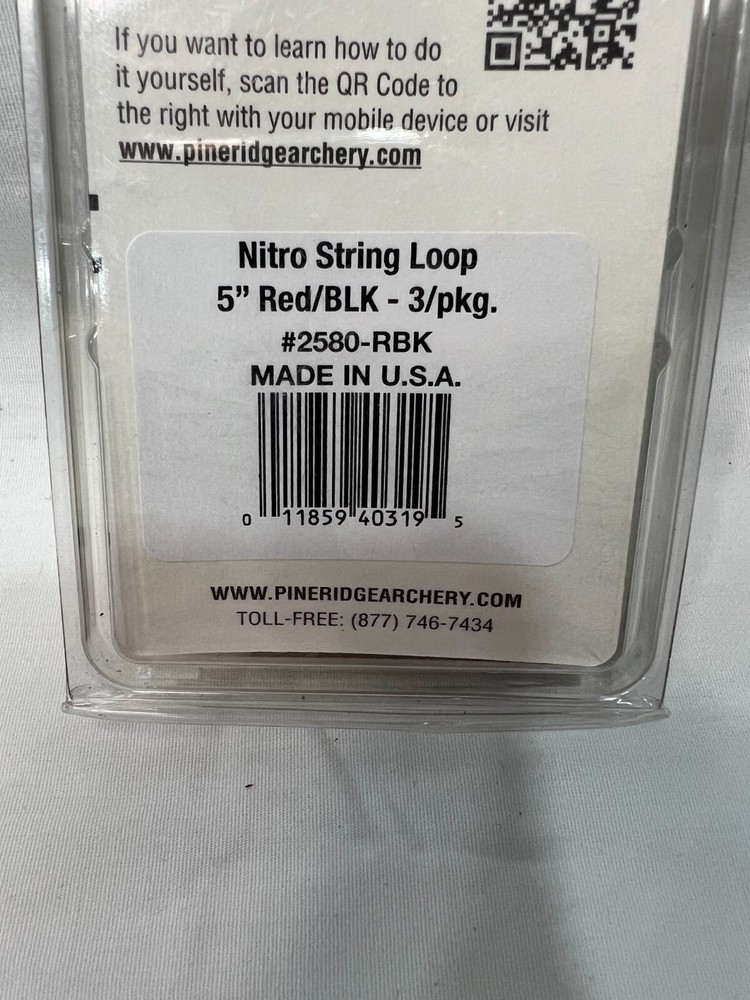 If you want to learn how to do
it yourself, scan the QR Code to
the right with your mobile device or visit
www.pineridgearchery.com
Nitro String Loop
5” Red/BLK - 3/pkg.
#2580-RBK
MADE IN U.S.A.
0 11859 40319 5
WWW.PINERIDGEARCHERY.COM
TOLL-FREE: (877) 746-7434